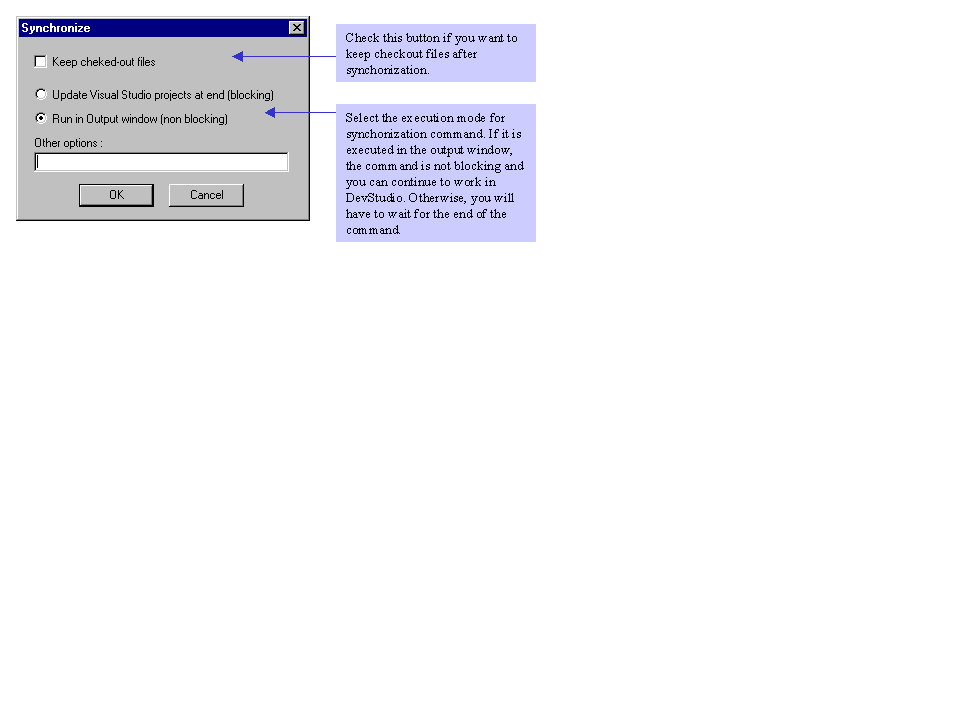 Synchronize
Keep cheked-out files
Update Visual Studio projects at end (blocking)
Run in Output window (non blocking)
Other options :
OK
Cancel
Check this button if you want to
keep checkout files after
synchonization.
Select the execution mode for
synchonization command. If it is
executed in the output window,
the command is not blocking and
you can continue to work in
DevStudio. Otherwise, you will
have to wait for the end of the
command.